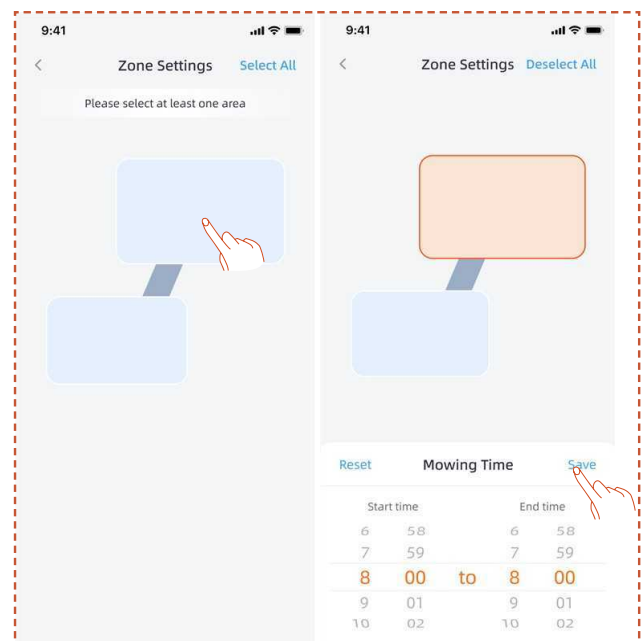 9:41
Zone Settings Select All
Please select at least one area
9:41
Zone Settings Deselect All
Reset Mowing Time Save
Start time End time
6 58 6 58
7 59 7 59
8 00 to 8 00
9 01 9 01
10 02 10 02